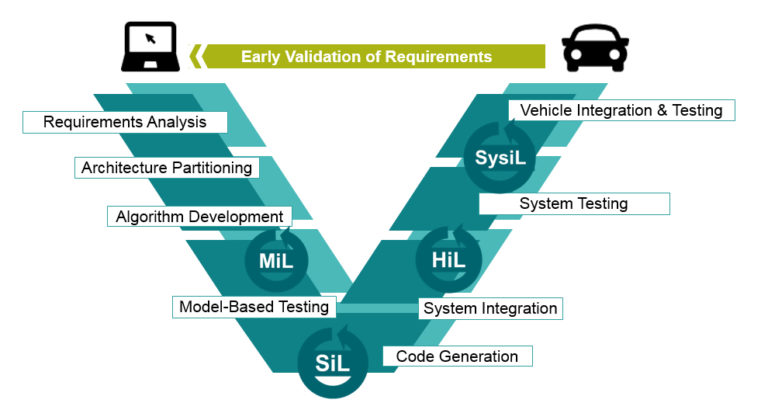 Early Validation of Requirements
Requirements Analysis
Architecture Partitioning
Algorithm Development
MiL
Model-Based Testing
SiL
Code Generation
System Integration
HiL
System Testing
SysiL
Vehicle Integration & Testing